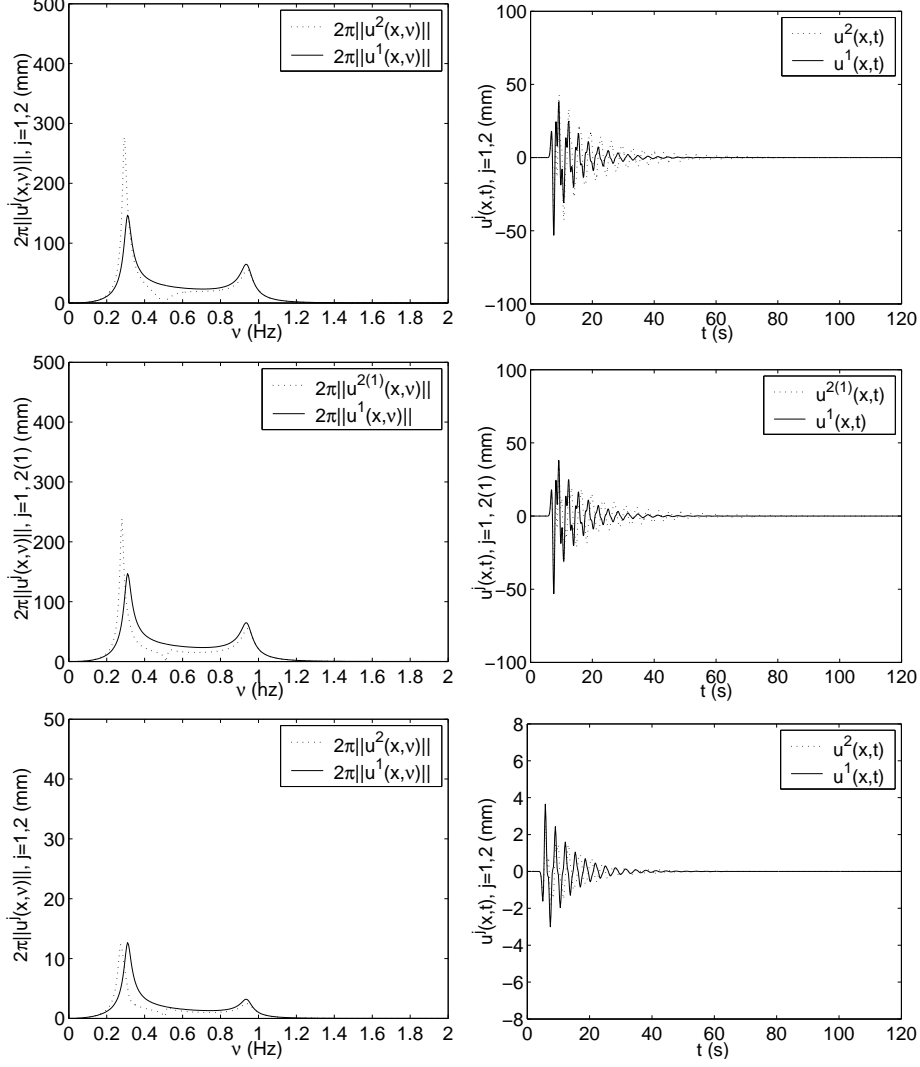 500
400
300
200
100
0
0 0.2 0.4 0.6 0.8 1 1.2 1.4 1.6 1.8 2
ν (Hz)
2π||u^j(x,ν)||, j=1,2 (mm)
2π||u^2(x,ν)||
2π||u^1(x,ν)||
100
50
0
−50
−100
0 20 40 60 80 100 120
t (s)
u^j(x,t), j=1,2 (mm)
u^2(x,t)
u^1(x,t)
500
400
300
200
100
0
0 0.2 0.4 0.6 0.8 1 1.2 1.4 1.6 1.8 2
ν (hz)
2π||u^j(x,ν)||, j=1, 2(1) (mm)
2π||u^2(1)(x,ν)||
2π||u^1(x,ν)||
100
50
0
−50
−100
0 20 40 60 80 100 120
t (s)
u^j(x,t), j=1, 2(1) (mm)
u^2(1)(x,t)
u^1(x,t)
50
40
30
20
10
0
0 0.2 0.4 0.6 0.8 1 1.2 1.4 1.6 1.8 2
ν (Hz)
2π||u^j(x,ν)||, j=1,2 (mm)
2π||u^2(x,ν)||
2π||u^1(x,ν)||
8
6
4
2
0
−2
−4
−6
−8
0 20 40 60 80 100 120
t (s)
u^j(x,t), j=1,2 (mm)
u^2(x,t)
u^1(x,t)